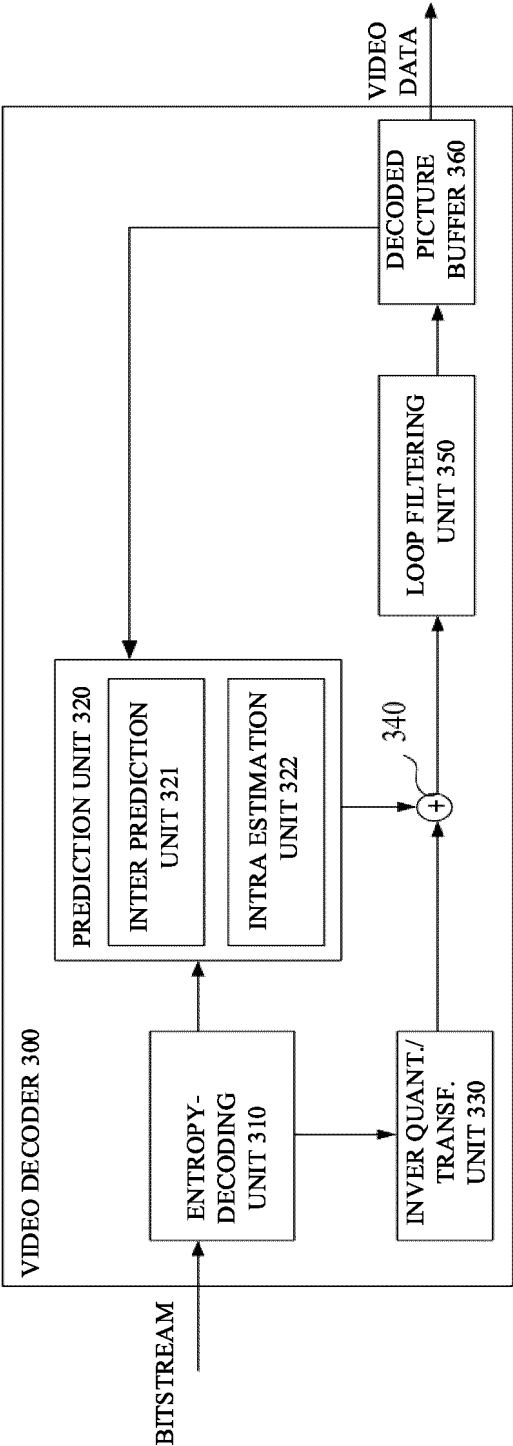 VIDEO DECODER 300
BITSTREAM
ENTROPY-
DECODING
UNIT 310
PREDICTION UNIT 320
INTER PREDICTION
UNIT 321
INTRA ESTIMATION
UNIT 322
INVER QUANT./
TRANSF.
UNIT 330
+
340
LOOP FILTERING
UNIT 350
DECODED
PICTURE
BUFFER 360
VIDEO
DATA